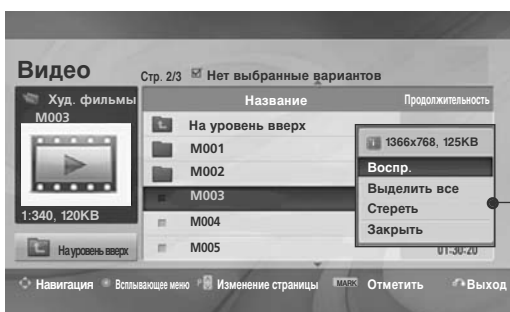 Видео
Стр. 2/3 Нет выбранные вариантов
Худ. фильмы
M003
1:340, 120KB
На уровень вверх
Название Продолжительность
На уровень вверх
M001
M002
M003
M004
M005
01:30:20
1366x768, 125KB
Воспр.
Выделить все
Стереть
Закрыть
Навигация Всплывающее меню P Изменение страницы MARK Отметить Выход